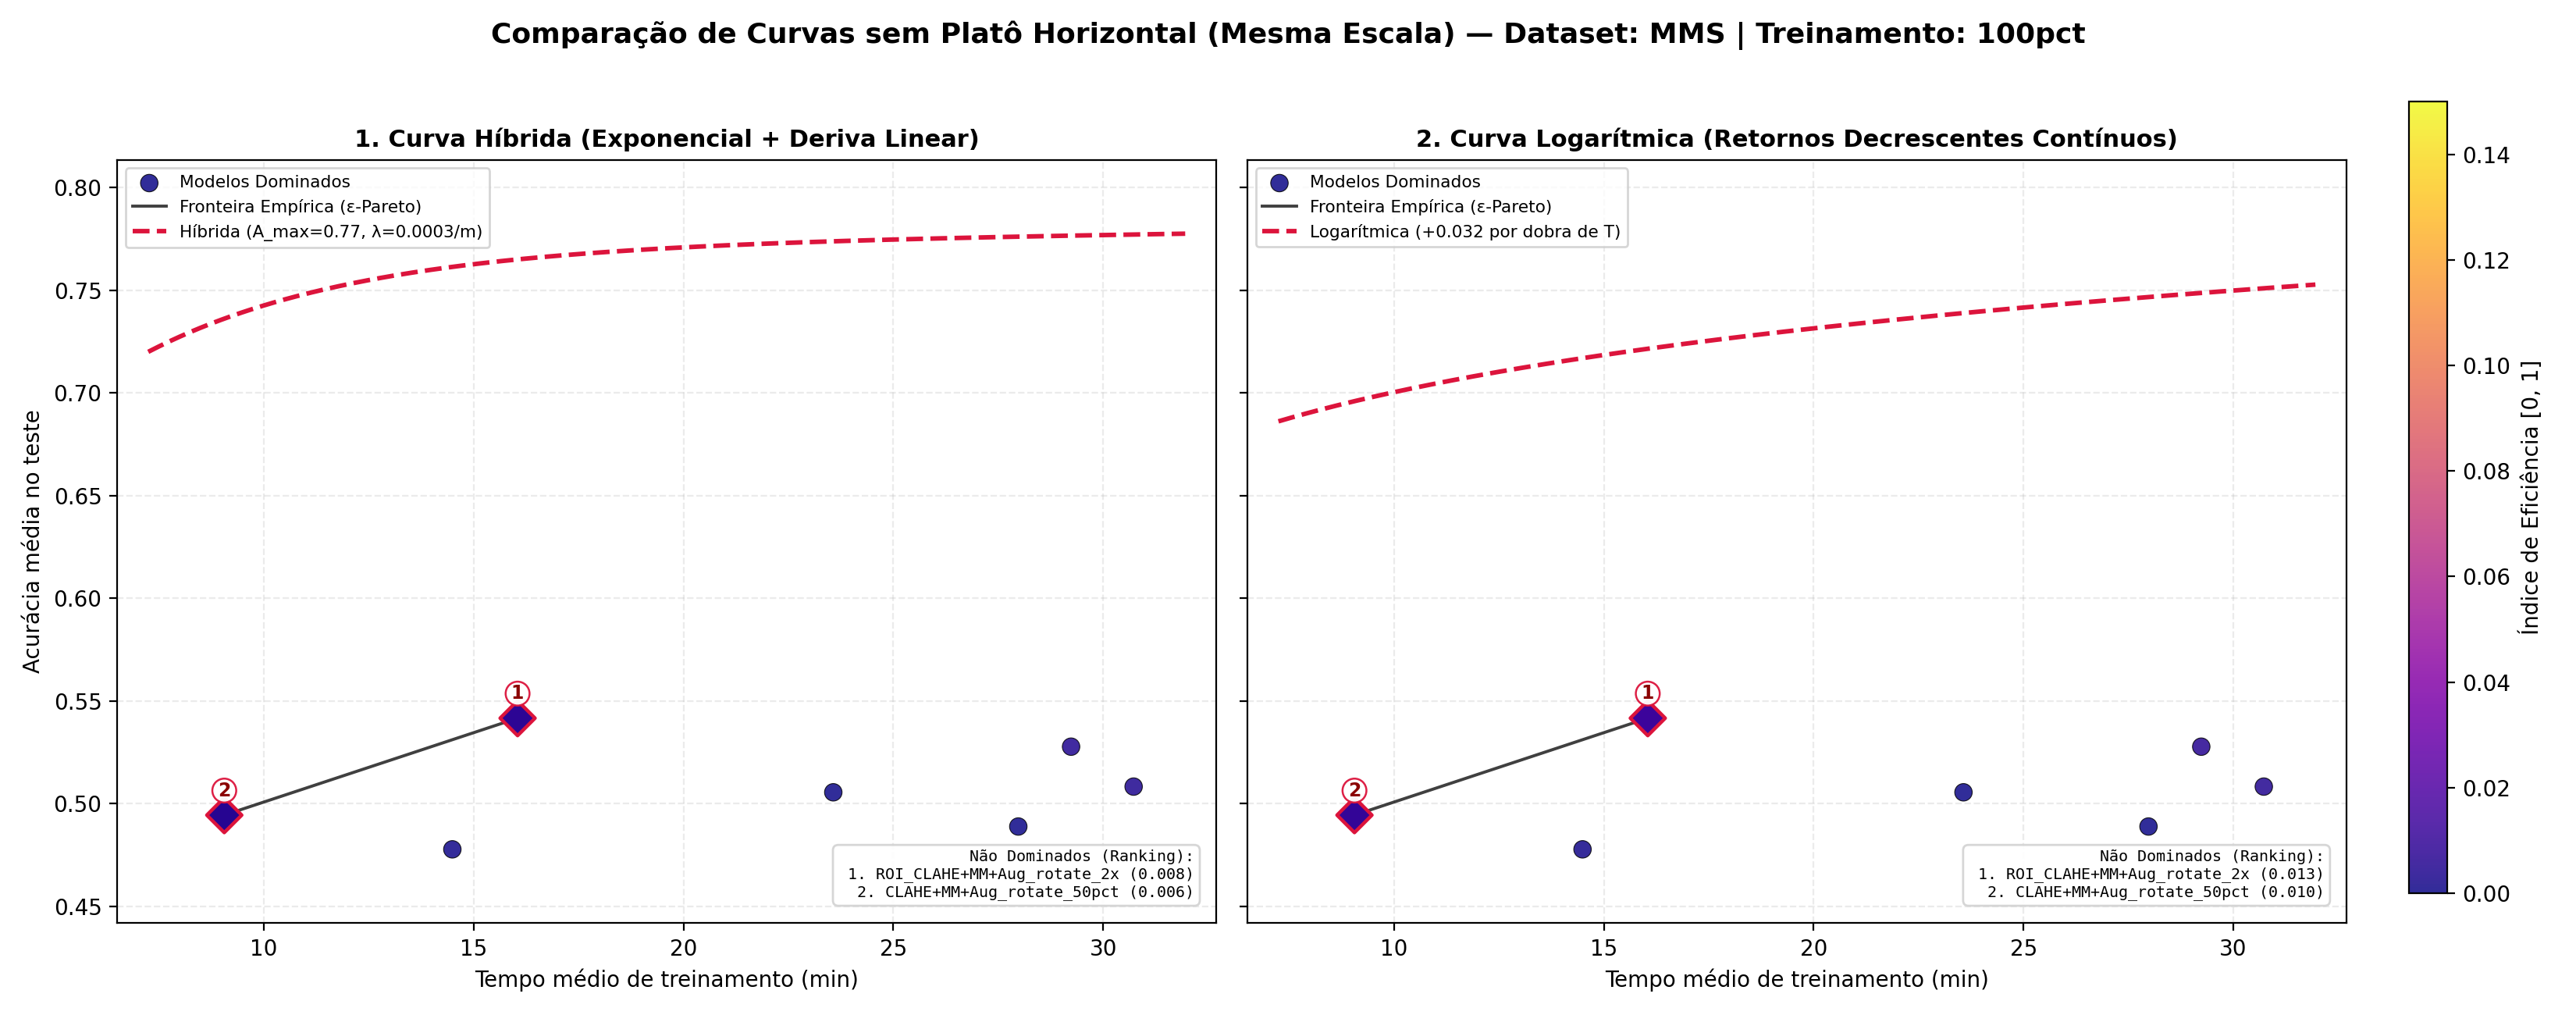 Comparação de Curvas sem Platô Horizontal (Mesma Escala) — Dataset: MMS | Treinamento: 100pct
1. Curva Híbrida (Exponencial + Deriva Linear)
Modelos Dominados
Fronteira Empírica (ε-Pareto)
Híbrida (A_max=0.77, λ=0.0003/m)
0.80
0.75
0.70
0.65
0.60
0.55
0.50
0.45
Acurácia média no teste
1
2
Não Dominados (Ranking):
1. ROI_CLAHE+MM+Aug_rotate_2x (0.008)
2. CLAHE+MM+Aug_rotate_50pct (0.006)
10 15 20 25 30
Tempo médio de treinamento (min)
2. Curva Logarítmica (Retornos Decrescentes Contínuos)
Modelos Dominados
Fronteira Empírica (ε-Pareto)
Logarítmica (+0.032 por dobra de T)
1
2
Não Dominados (Ranking):
1. ROI_CLAHE+MM+Aug_rotate_2x (0.013)
2. CLAHE+MM+Aug_rotate_50pct (0.010)
10 15 20 25 30
Tempo médio de treinamento (min)
0.14
0.12
0.10
0.08
0.06
0.04
0.02
0.00
Índice de Eficiência [0, 1]